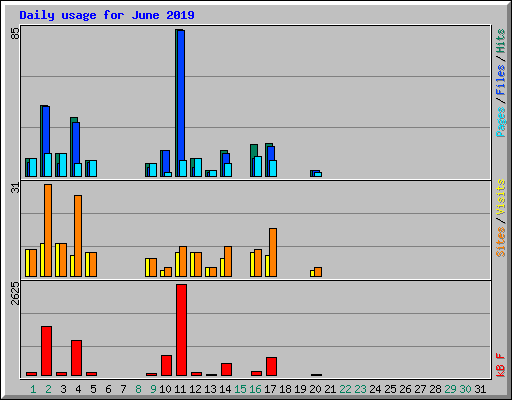 Daily usage for June 2019
85
Pages/Files/Hits
31
Sites/Visits
2625
kB F
1 2 3 4 5 6 7 8 9 10 11 12 13 14 15 16 17 18 19 20 21 22 23 24 25 26 27 28 29 30 31